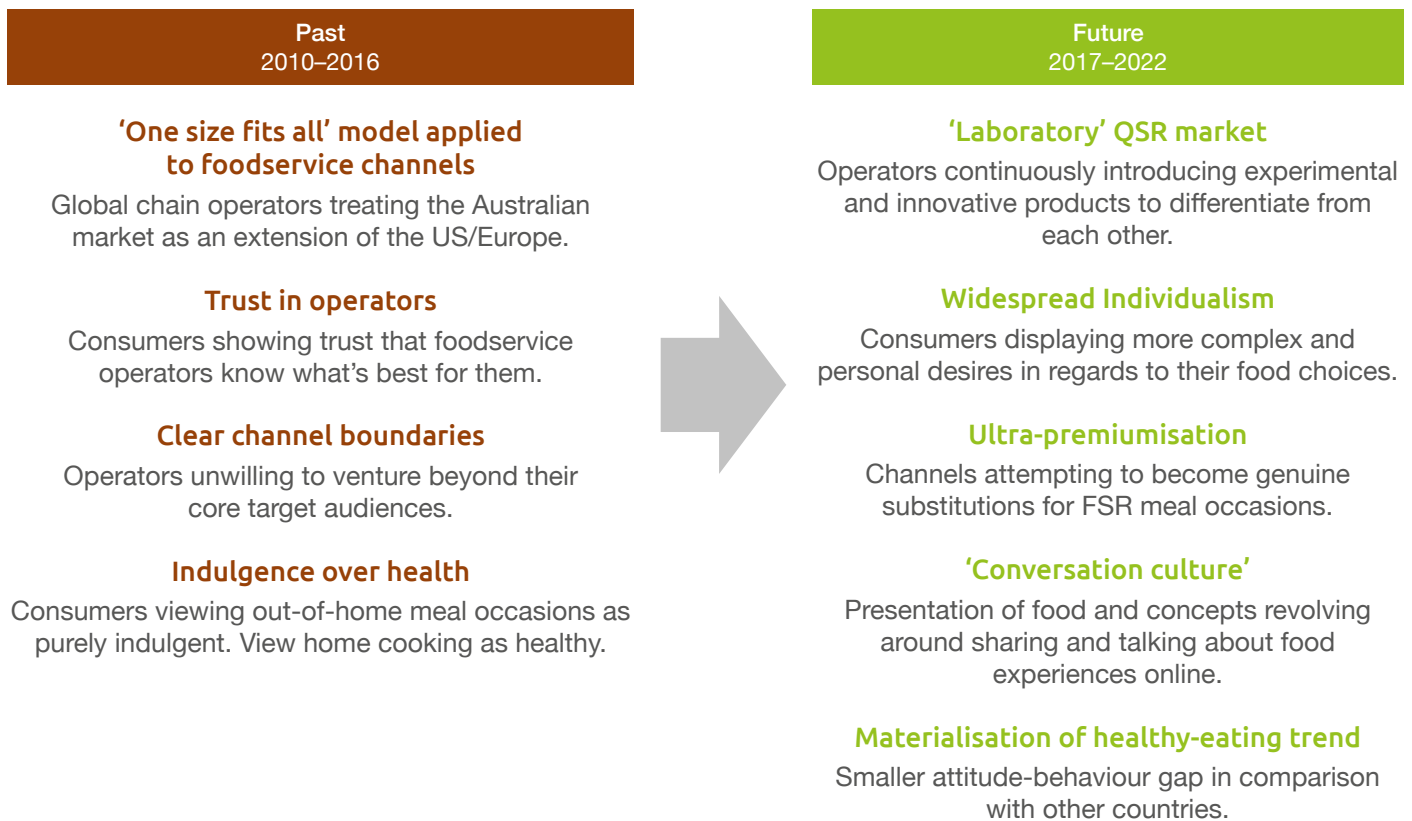 Past
2010–2016
‘One size fits all’ model applied
to foodservice channels
Global chain operators treating the Australian
market as an extension of the US/Europe.
Trust in operators
Consumers showing trust that foodservice
operators know what’s best for them.
Clear channel boundaries
Operators unwilling to venture beyond their
core target audiences.
Indulgence over health
Consumers viewing out-of-home meal occasions as
purely indulgent. View home cooking as healthy.
Future
2017–2022
‘Laboratory’ QSR market
Operators continuously introducing experimental
and innovative products to differentiate from
each other.
Widespread Individualism
Consumers displaying more complex and
personal desires in regards to their food choices.
Ultra-premiumisation
Channels attempting to become genuine
substitutions for FSR meal occasions.
‘Conversation culture’
Presentation of food and concepts revolving
around sharing and talking about food
experiences online.
Materialisation of healthy-eating trend
Smaller attitude-behaviour gap in comparison
with other countries.